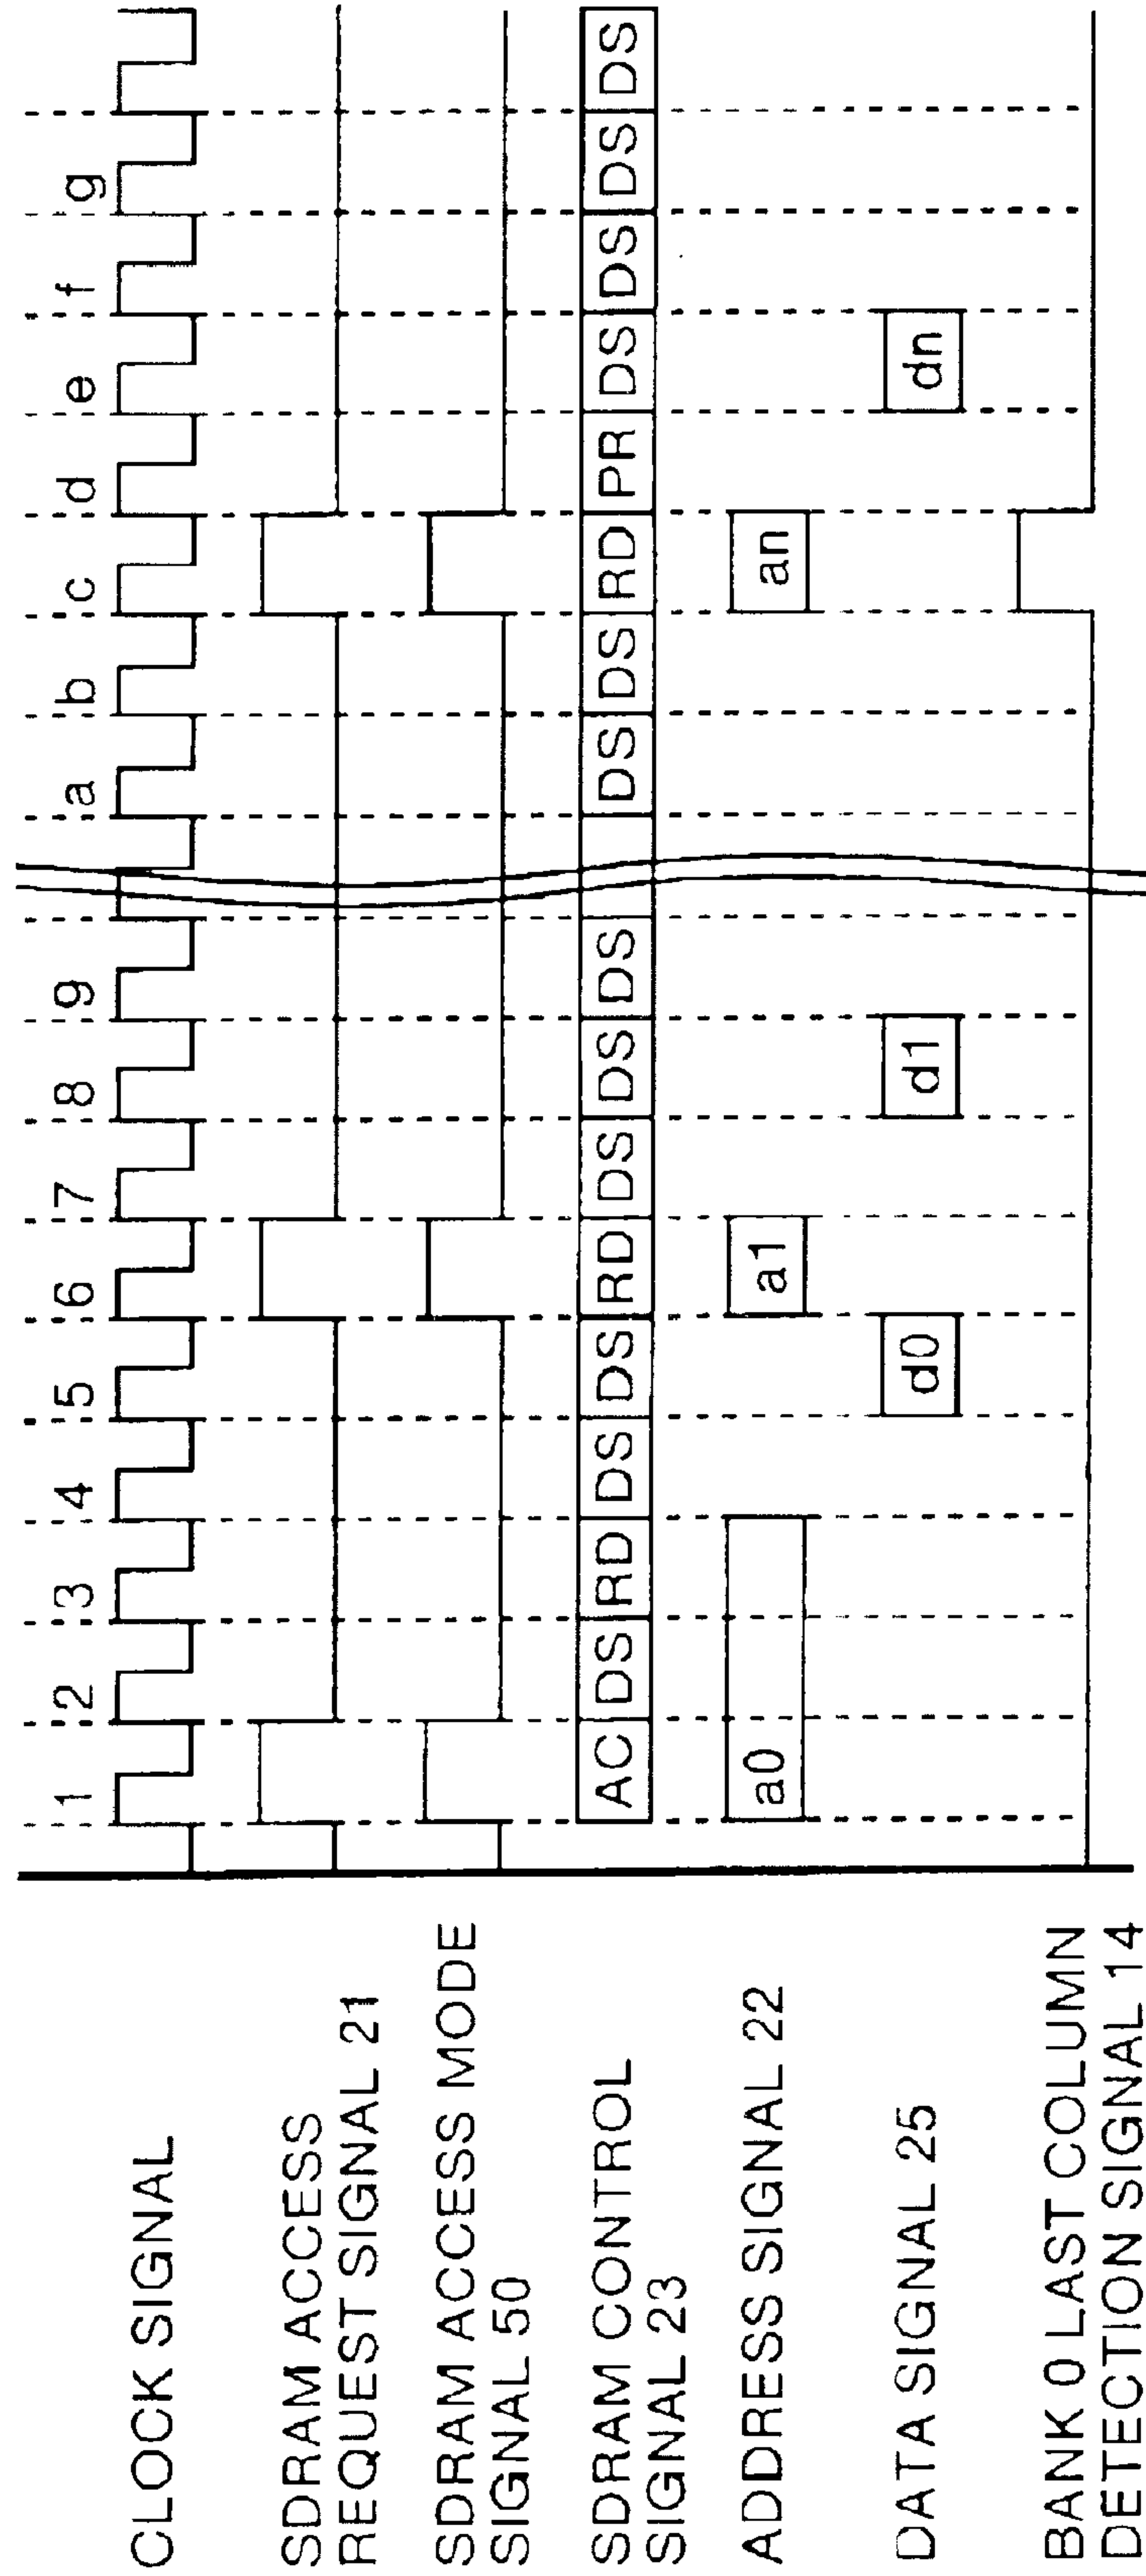 1 2 3 4 5 6 7 8 9 a b c d e f g
CLOCK SIGNAL
SDRAM ACCESS
REQUEST SIGNAL 21
SDRAM ACCESS MODE
SIGNAL 50
SDRAM CONTROL
SIGNAL 23
AC DS RD DS DS RD DS DS DS DS DS RD PR DS DS DS DS
ADDRESS SIGNAL 22
a0 a1 an
DATA SIGNAL 25
d0 d1 dn
BANK 0 LAST COLUMN
DETECTION SIGNAL 14